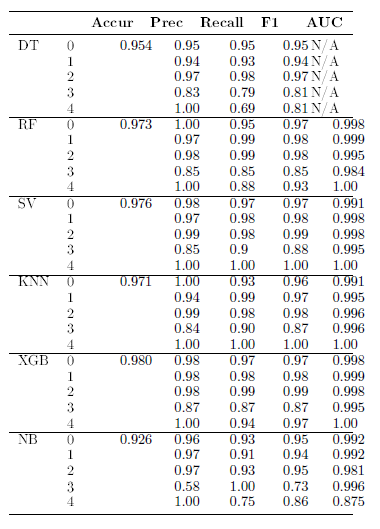 Accur Prec Recall F1 AUC
DT 0 0.954 0.95 0.95 0.95 N/A
1 0.94 0.93 0.94 N/A
2 0.97 0.98 0.97 N/A
3 0.83 0.79 0.81 N/A
4 1.00 0.69 0.81 N/A
RF 0 0.973 1.00 0.95 0.97 0.998
1 0.97 0.99 0.98 0.999
2 0.98 0.99 0.98 0.995
3 0.85 0.85 0.85 0.984
4 1.00 0.88 0.93 1.00
SV 0 0.976 0.98 0.97 0.97 0.991
1 0.97 0.98 0.98 0.998
2 0.99 0.98 0.99 0.998
3 0.85 0.9 0.88 0.995
4 1.00 1.00 1.00 1.00
KNN 0 0.971 1.00 0.93 0.96 0.991
1 0.94 0.99 0.97 0.995
2 0.99 0.98 0.98 0.996
3 0.84 0.90 0.87 0.996
4 1.00 1.00 1.00 1.00
XGB 0 0.980 0.98 0.97 0.97 0.998
1 0.98 0.98 0.98 0.999
2 0.98 0.99 0.99 0.998
3 0.87 0.87 0.87 0.995
4 1.00 0.94 0.97 1.00
NB 0 0.926 0.96 0.93 0.95 0.992
1 0.97 0.91 0.94 0.992
2 0.97 0.93 0.95 0.981
3 0.58 1.00 0.73 0.996
4 1.00 0.75 0.86 0.875